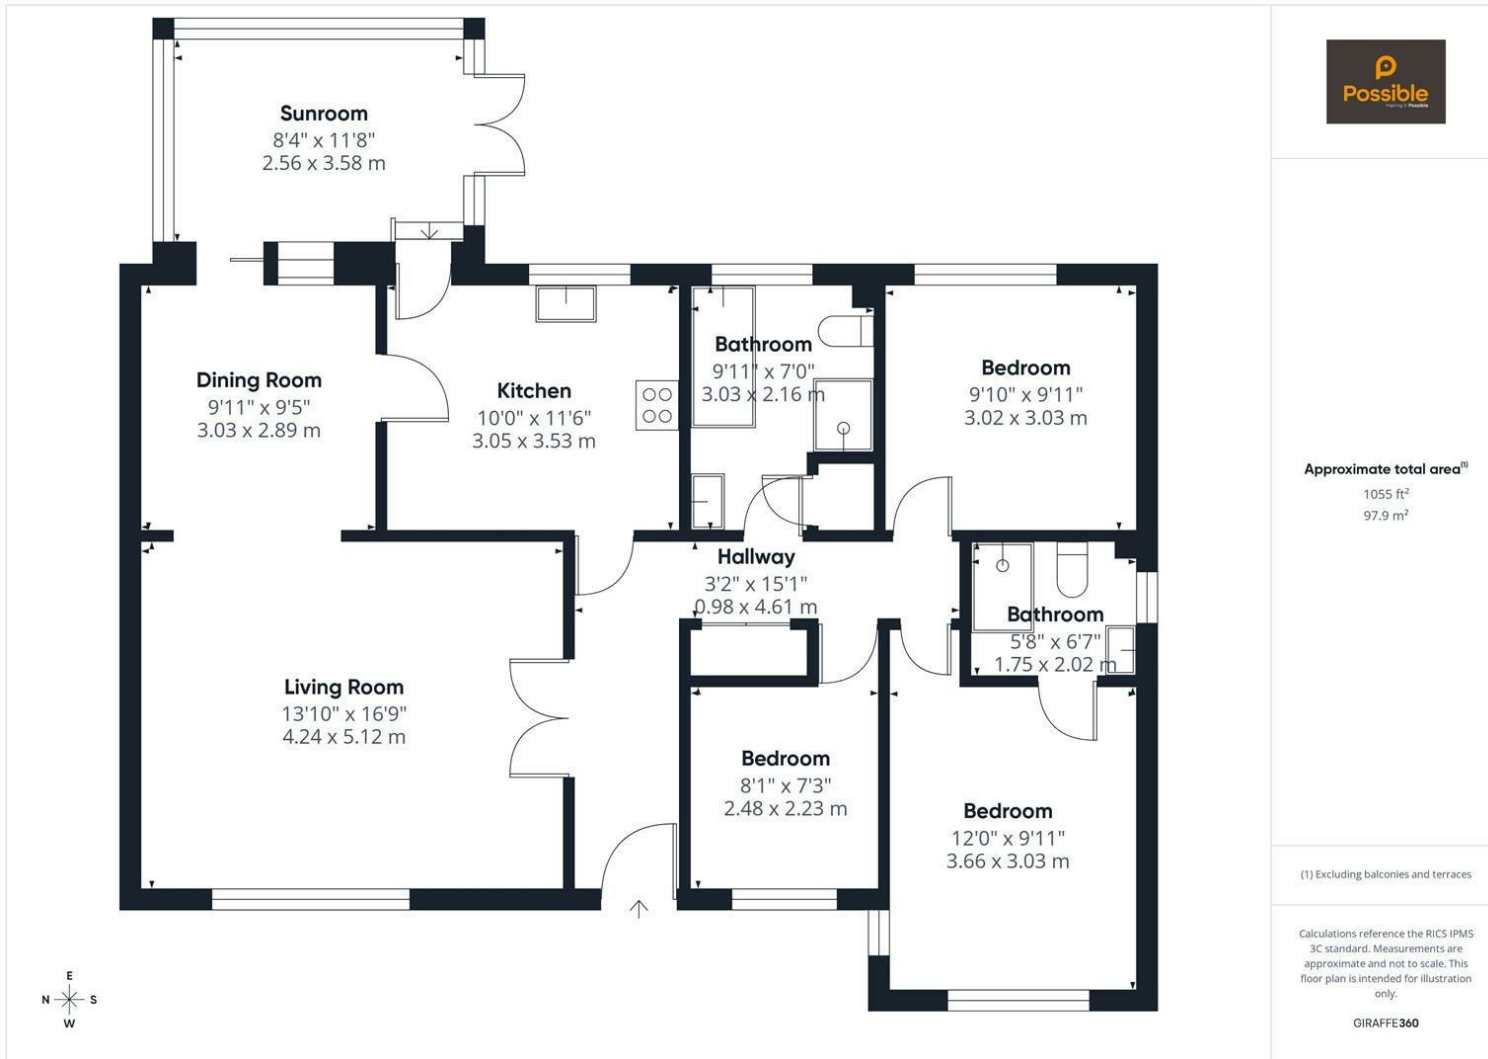 Sunroom
8'4" x 11'8"
2.56 x 3.58 m
Dining Room
9'11" x 9'5"
3.03 x 2.89 m
Kitchen
10'0" x 11'6"
3.05 x 3.53 m
Bathroom
9'11" x 7'0"
3.03 x 2.16 m
Bedroom
9'10" x 9'11"
3.02 x 3.03 m
Hallway
3'2" x 15'1"
0.98 x 4.61 m
Bathroom
5'8" x 6'7"
1.75 x 2.02 m
Living Room
13'10" x 16'9"
4.24 x 5.12 m
Bedroom
8'1" x 7'3"
2.48 x 2.23 m
Bedroom
12'0" x 9'11"
3.66 x 3.03 m
E
N S
W
Possible
Making it Possible
Approximate total area(1)
1055 ft²
97.9 m²
(1) Excluding balconies and terraces
Calculations reference the RICS IPMS
3C standard. Measurements are
approximate and not to scale. This
floor plan is intended for illustration
only.
GIRAFFE360